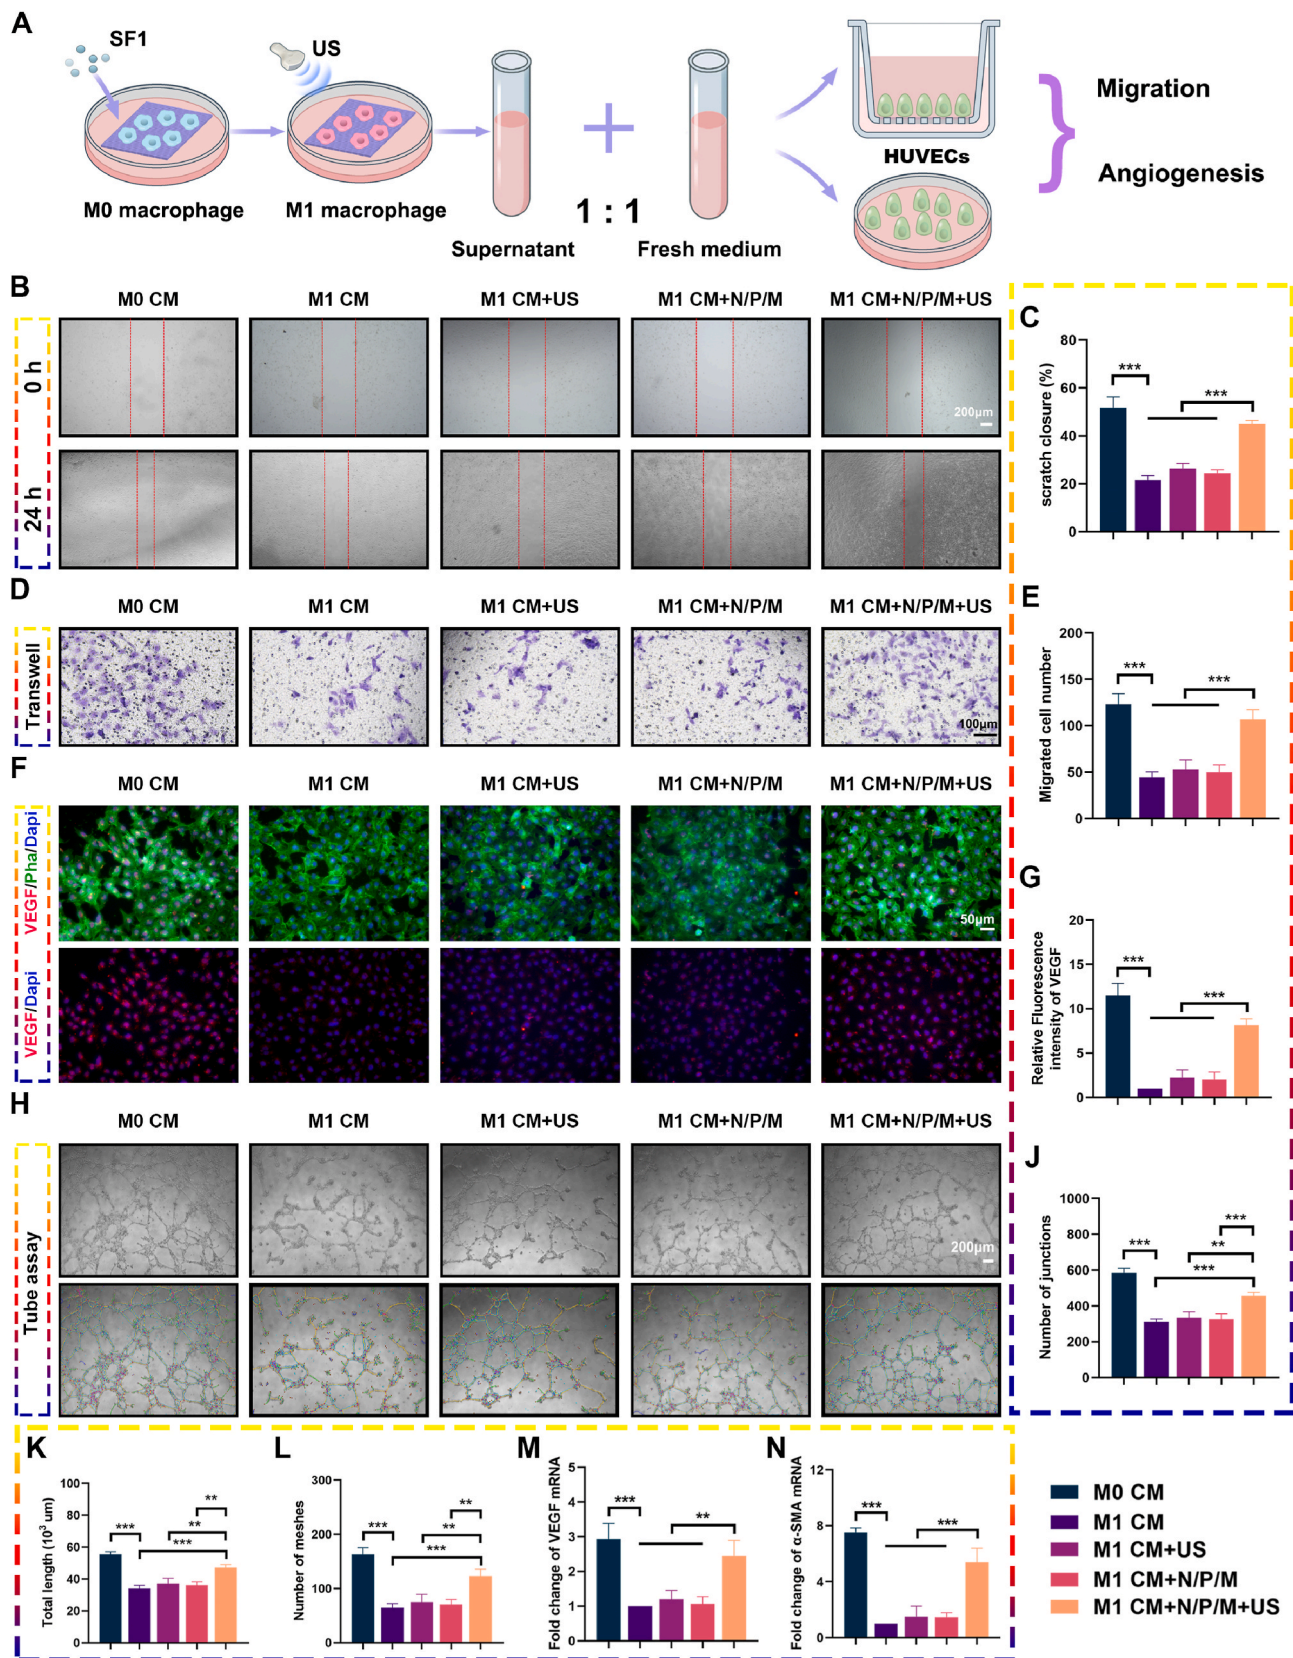 A
SF1
US
M0 macrophage
M1 macrophage
Supernatant
1 : 1
Fresh medium
HUVECs
Migration
Angiogenesis
B
M0 CM
M1 CM
M1 CM+US
M1 CM+N/P/M
M1 CM+N/P/M+US
0 h
200μm
24 h
C
scratch closure (%)
80
60
40
20
0
***
***
D
M0 CM
M1 CM
M1 CM+US
M1 CM+N/P/M
M1 CM+N/P/M+US
Transwell
100μm
E
Migrated cell number
200
150
100
50
0
***
***
F
M0 CM
M1 CM
M1 CM+US
M1 CM+N/P/M
M1 CM+N/P/M+US
VEGF/Pha/Dapi
50μm
VEGF/Dapi
G
Relative Fluorescence
intensity of VEGF
20
15
10
5
0
***
***
H
M0 CM
M1 CM
M1 CM+US
M1 CM+N/P/M
M1 CM+N/P/M+US
Tube assay
200μm
J
Number of junctions
1000
800
600
400
200
0
***
***
**
***
K
Total length (10³ um)
100
80
60
40
20
0
***
**
**
***
L
Number of meshes
300
200
100
0
***
**
**
***
M
Fold change of VEGF mRNA
5
4
3
2
1
0
***
**
N
Fold change of α-SMA mRNA
12
8
4
0
***
***
M0 CM
M1 CM
M1 CM+US
M1 CM+N/P/M
M1 CM+N/P/M+US